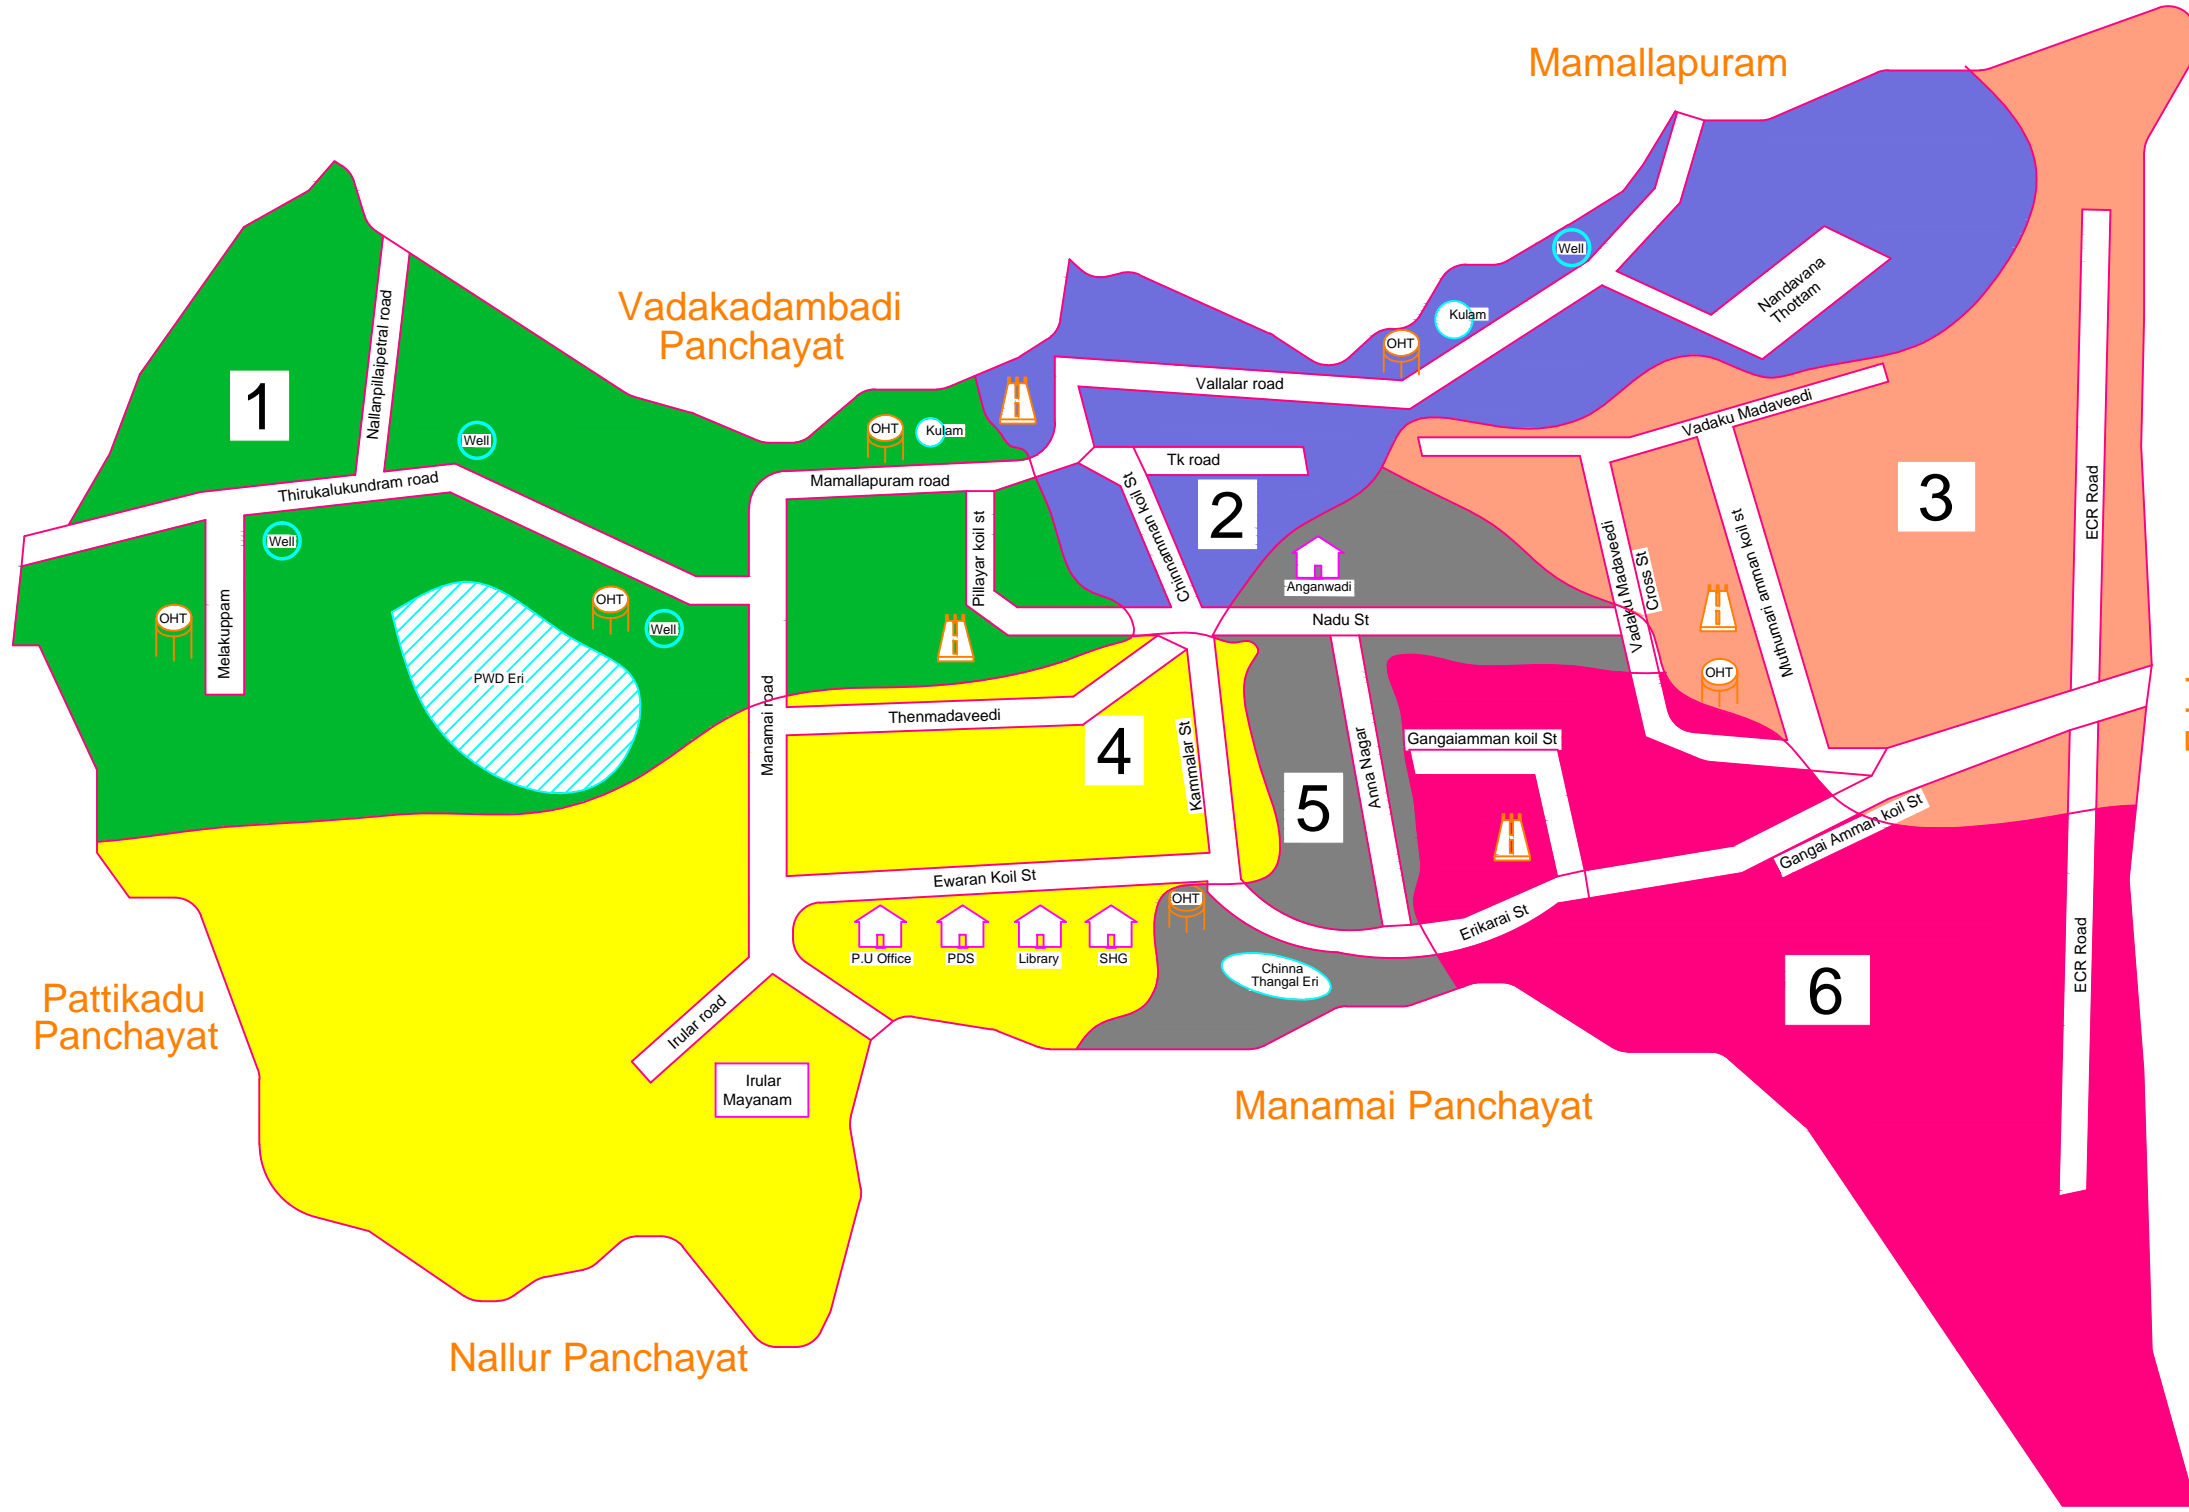 Mamallapuram
Vadakadambadi
Panchayat
Well
Kulam
OHT
Nandavana
Thottam
Vallalar road
Nallanpillaipetral road
1
Well
OHT
Kulam
Vadaku Madaveedi
Tk road
Thirukalukundram road
Mamallapuram road
Chinnamman koil St
2
3
ECR Road
Well
Pillayar koil st
Anganwadi
Vadaku Madaveedi
Cross St
Muthumari amman koil st
OHT
OHT
Well
Nadu St
Melakuppam
PWD Eri
OHT
Manamai road
Thenmadaveedi
4
Kammalar St
Anna Nagar
Gangaiamman koil St
5
Gangai Amman koil St
Ewaran Koil St
OHT
Erikarai St
P.U Office
PDS
Library
SHG
Chinna
Thangal Eri
6
ECR Road
Pattikadu
Panchayat
Irular road
Irular
Mayanam
Manamai Panchayat
Nallur Panchayat